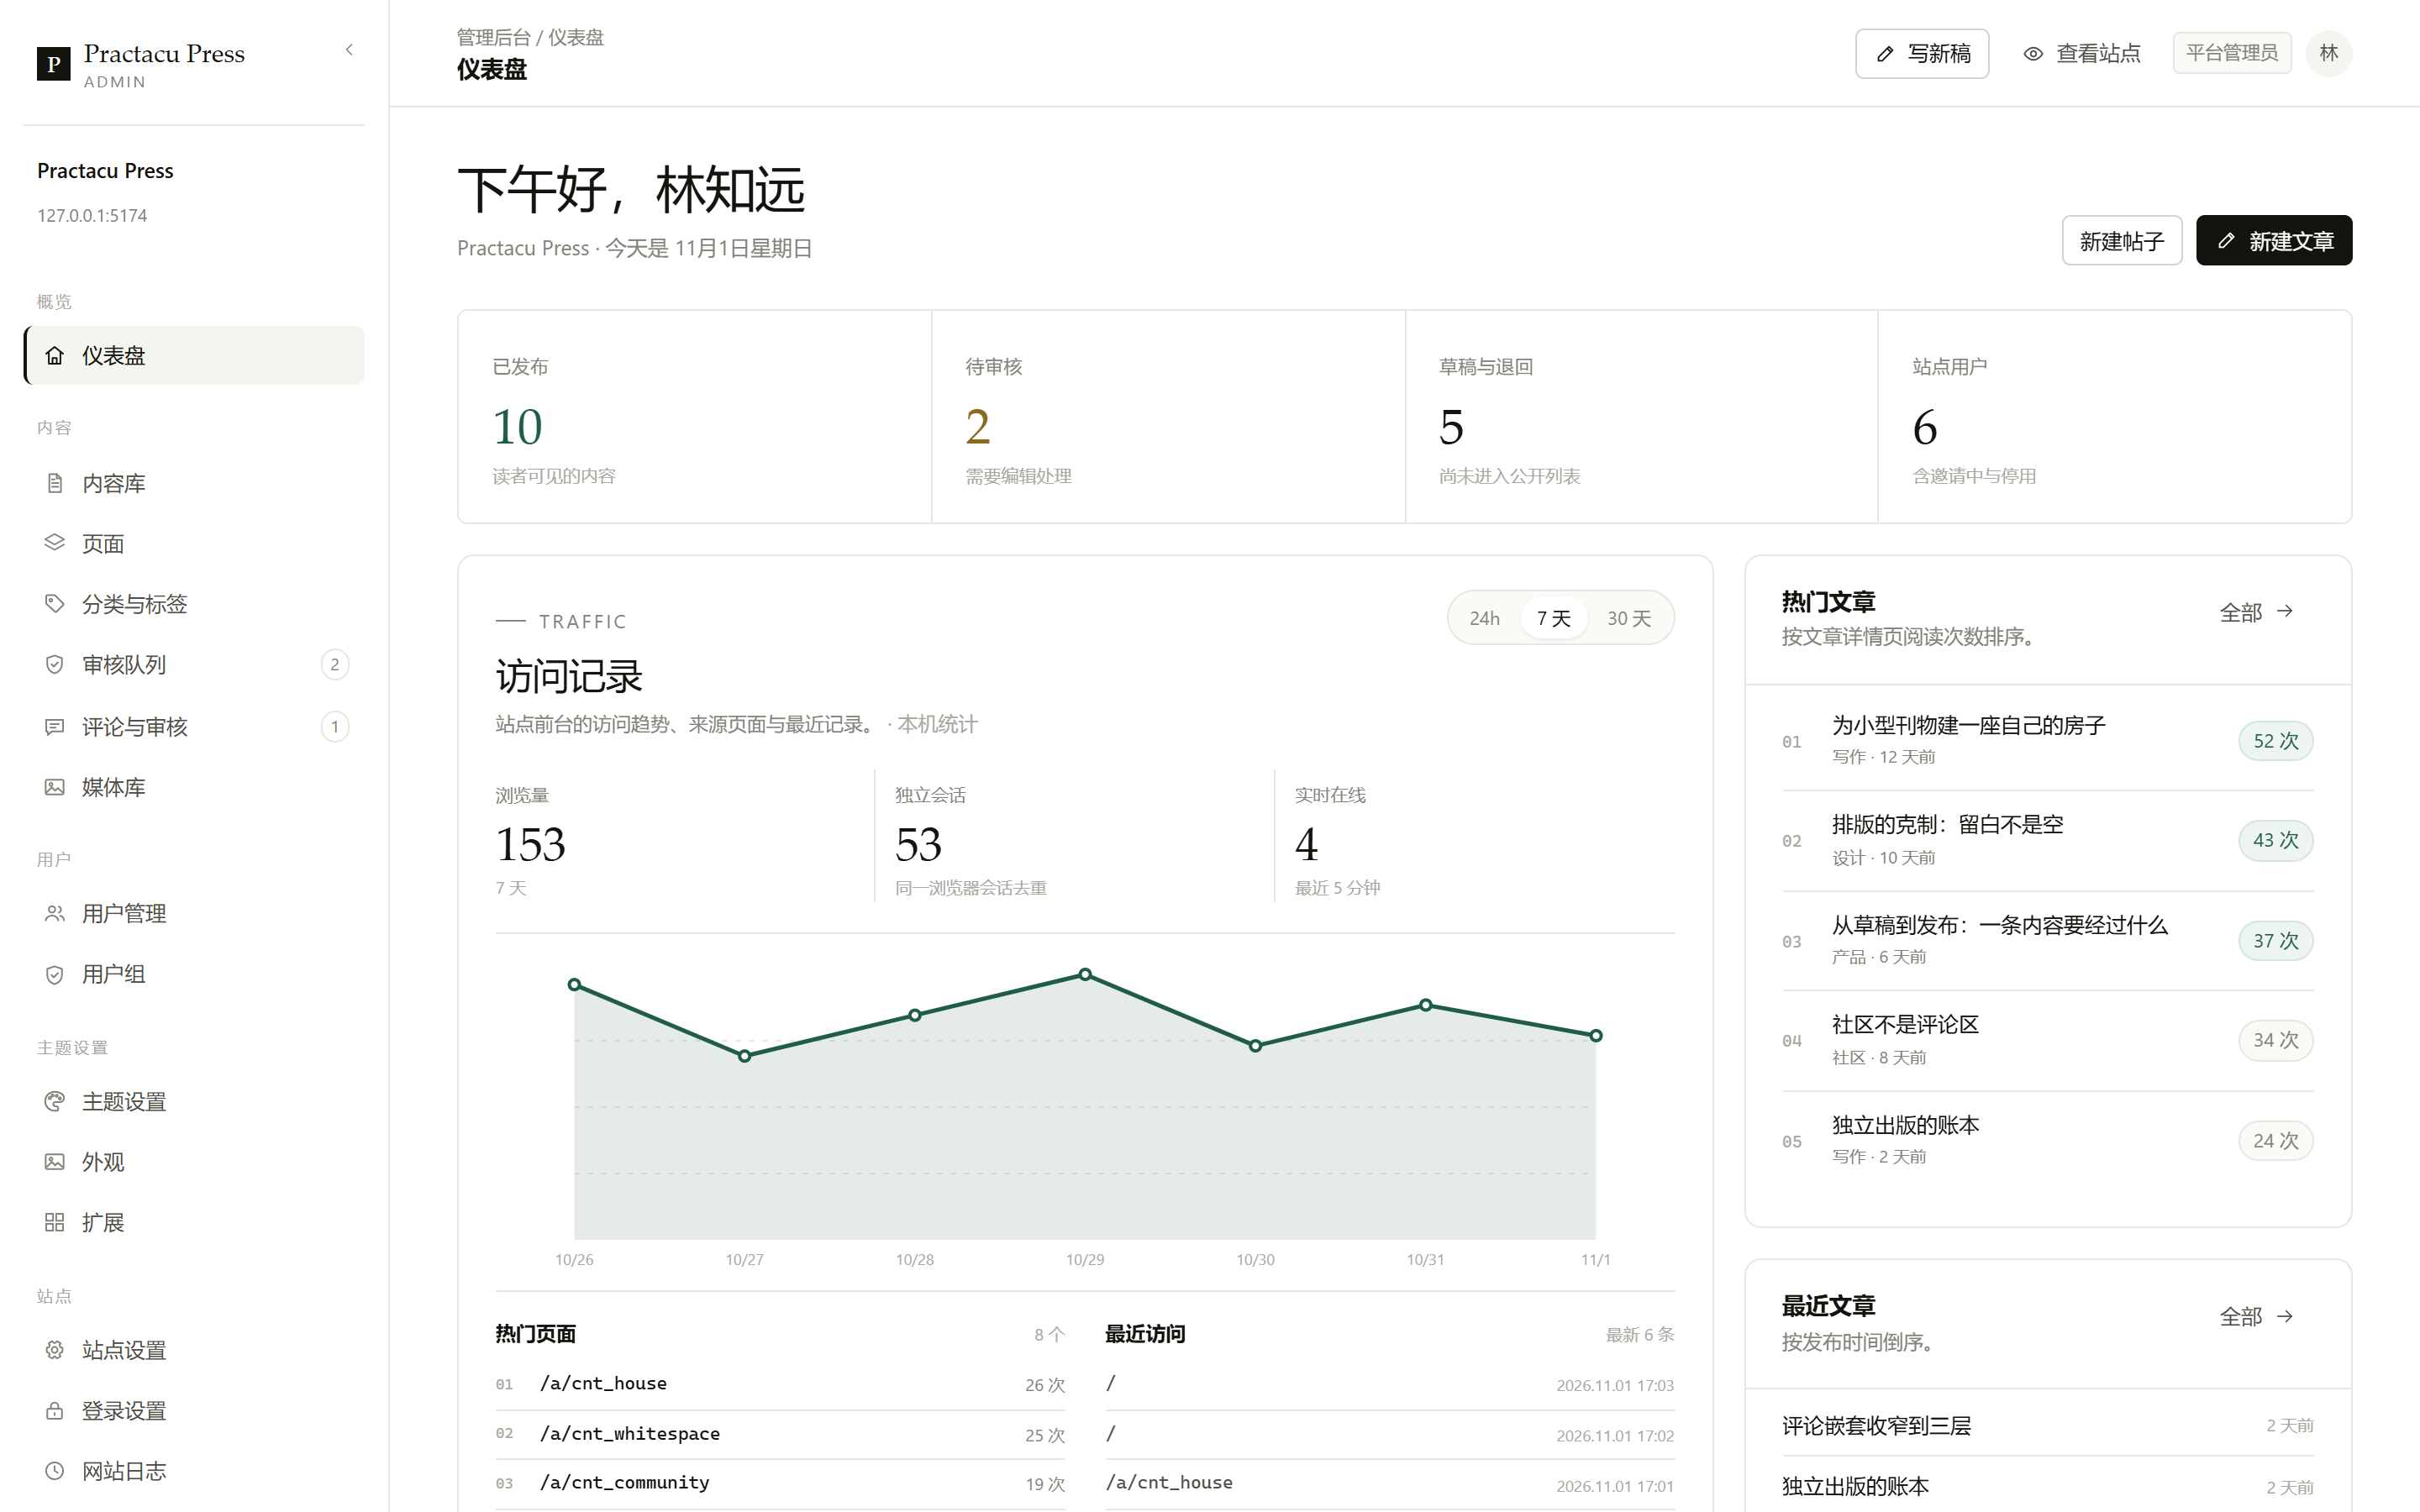 P
Practacu Press
ADMIN
Practacu Press
127.0.0.1:5174
概览
仪表盘
内容
内容库
页面
分类与标签
审核队列
2
评论与审核
1
媒体库
用户
用户管理
用户组
主题设置
主题设置
外观
扩展
站点
站点设置
登录设置
网站日志
管理后台 / 仪表盘
仪表盘
写新稿
查看站点
平台管理员
林
下午好，林知远
Practacu Press · 今天是 11月1日星期日
新建帖子
新建文章
已发布
10
读者可见的内容
待审核
2
需要编辑处理
草稿与退回
5
尚未进入公开列表
站点用户
6
含邀请中与停用
TRAFFIC
24h
7 天
30 天
访问记录
站点前台的访问趋势、来源页面与最近记录。 · 本机统计
浏览量
153
7 天
独立会话
53
同一浏览器会话去重
实时在线
4
最近 5 分钟
10/26
10/27
10/28
10/29
10/30
10/31
11/1
热门页面
8 个
01 /a/cnt_house 26 次
02 /a/cnt_whitespace 25 次
03 /a/cnt_community 19 次
最近访问
最新 6 条
/ 2026.11.01 17:03
/ 2026.11.01 17:02
/a/cnt_house 2026.11.01 17:01
热门文章
全部
按文章详情页阅读次数排序。
01
为小型刊物建一座自己的房子
写作 · 12 天前
52 次
02
排版的克制：留白不是空
设计 · 10 天前
43 次
03
从草稿到发布：一条内容要经过什么
产品 · 6 天前
37 次
04
社区不是评论区
社区 · 8 天前
34 次
05
独立出版的账本
写作 · 2 天前
24 次
最近文章
全部
按发布时间倒序。
评论嵌套收窄到三层 2 天前
独立出版的账本 2 天前